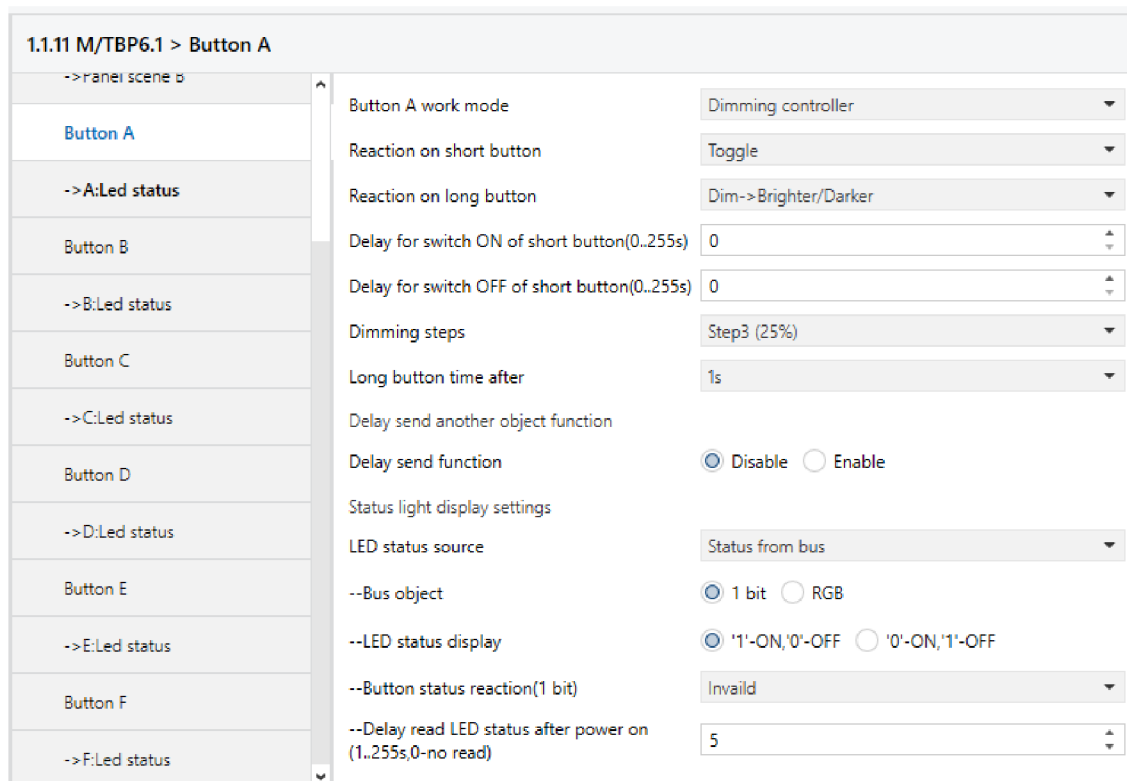 1.1.11 M/TBP6.1 > Button A
->Panel scene B
Button A
->A:Led status
Button B
->B:Led status
Button C
->C:Led status
Button D
->D:Led status
Button E
->E:Led status
Button F
->F:Led status
Button A work mode Dimming controller
Reaction on short button Toggle
Reaction on long button Dim->Brighter/Darker
Delay for switch ON of short button(0..255s) 0
Delay for switch OFF of short button(0..255s) 0
Dimming steps Step3 (25%)
Long button time after 1s
Delay send another object function
Delay send function Disable Enable
Status light display settings
LED status source Status from bus
--Bus object 1 bit RGB
--LED status display '1'-ON,'0'-OFF '0'-ON,'1'-OFF
--Button status reaction(1 bit) Invaild
--Delay read LED status after power on
(1..255s,0-no read) 5